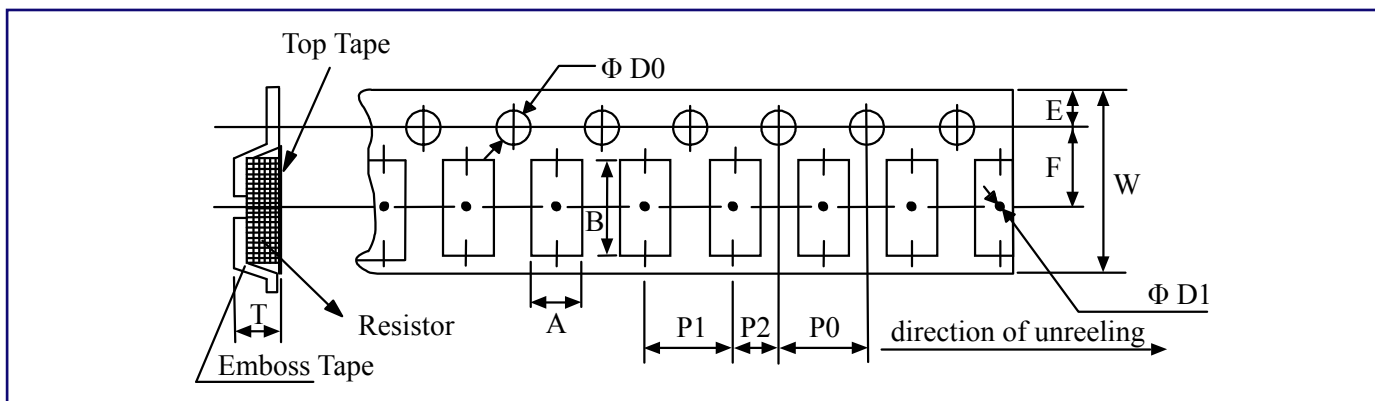 Top Tape
Φ D0
E
F
W
B
Φ D1
T
Resistor
A
P1
P2
P0
direction of unreeling
Emboss Tape